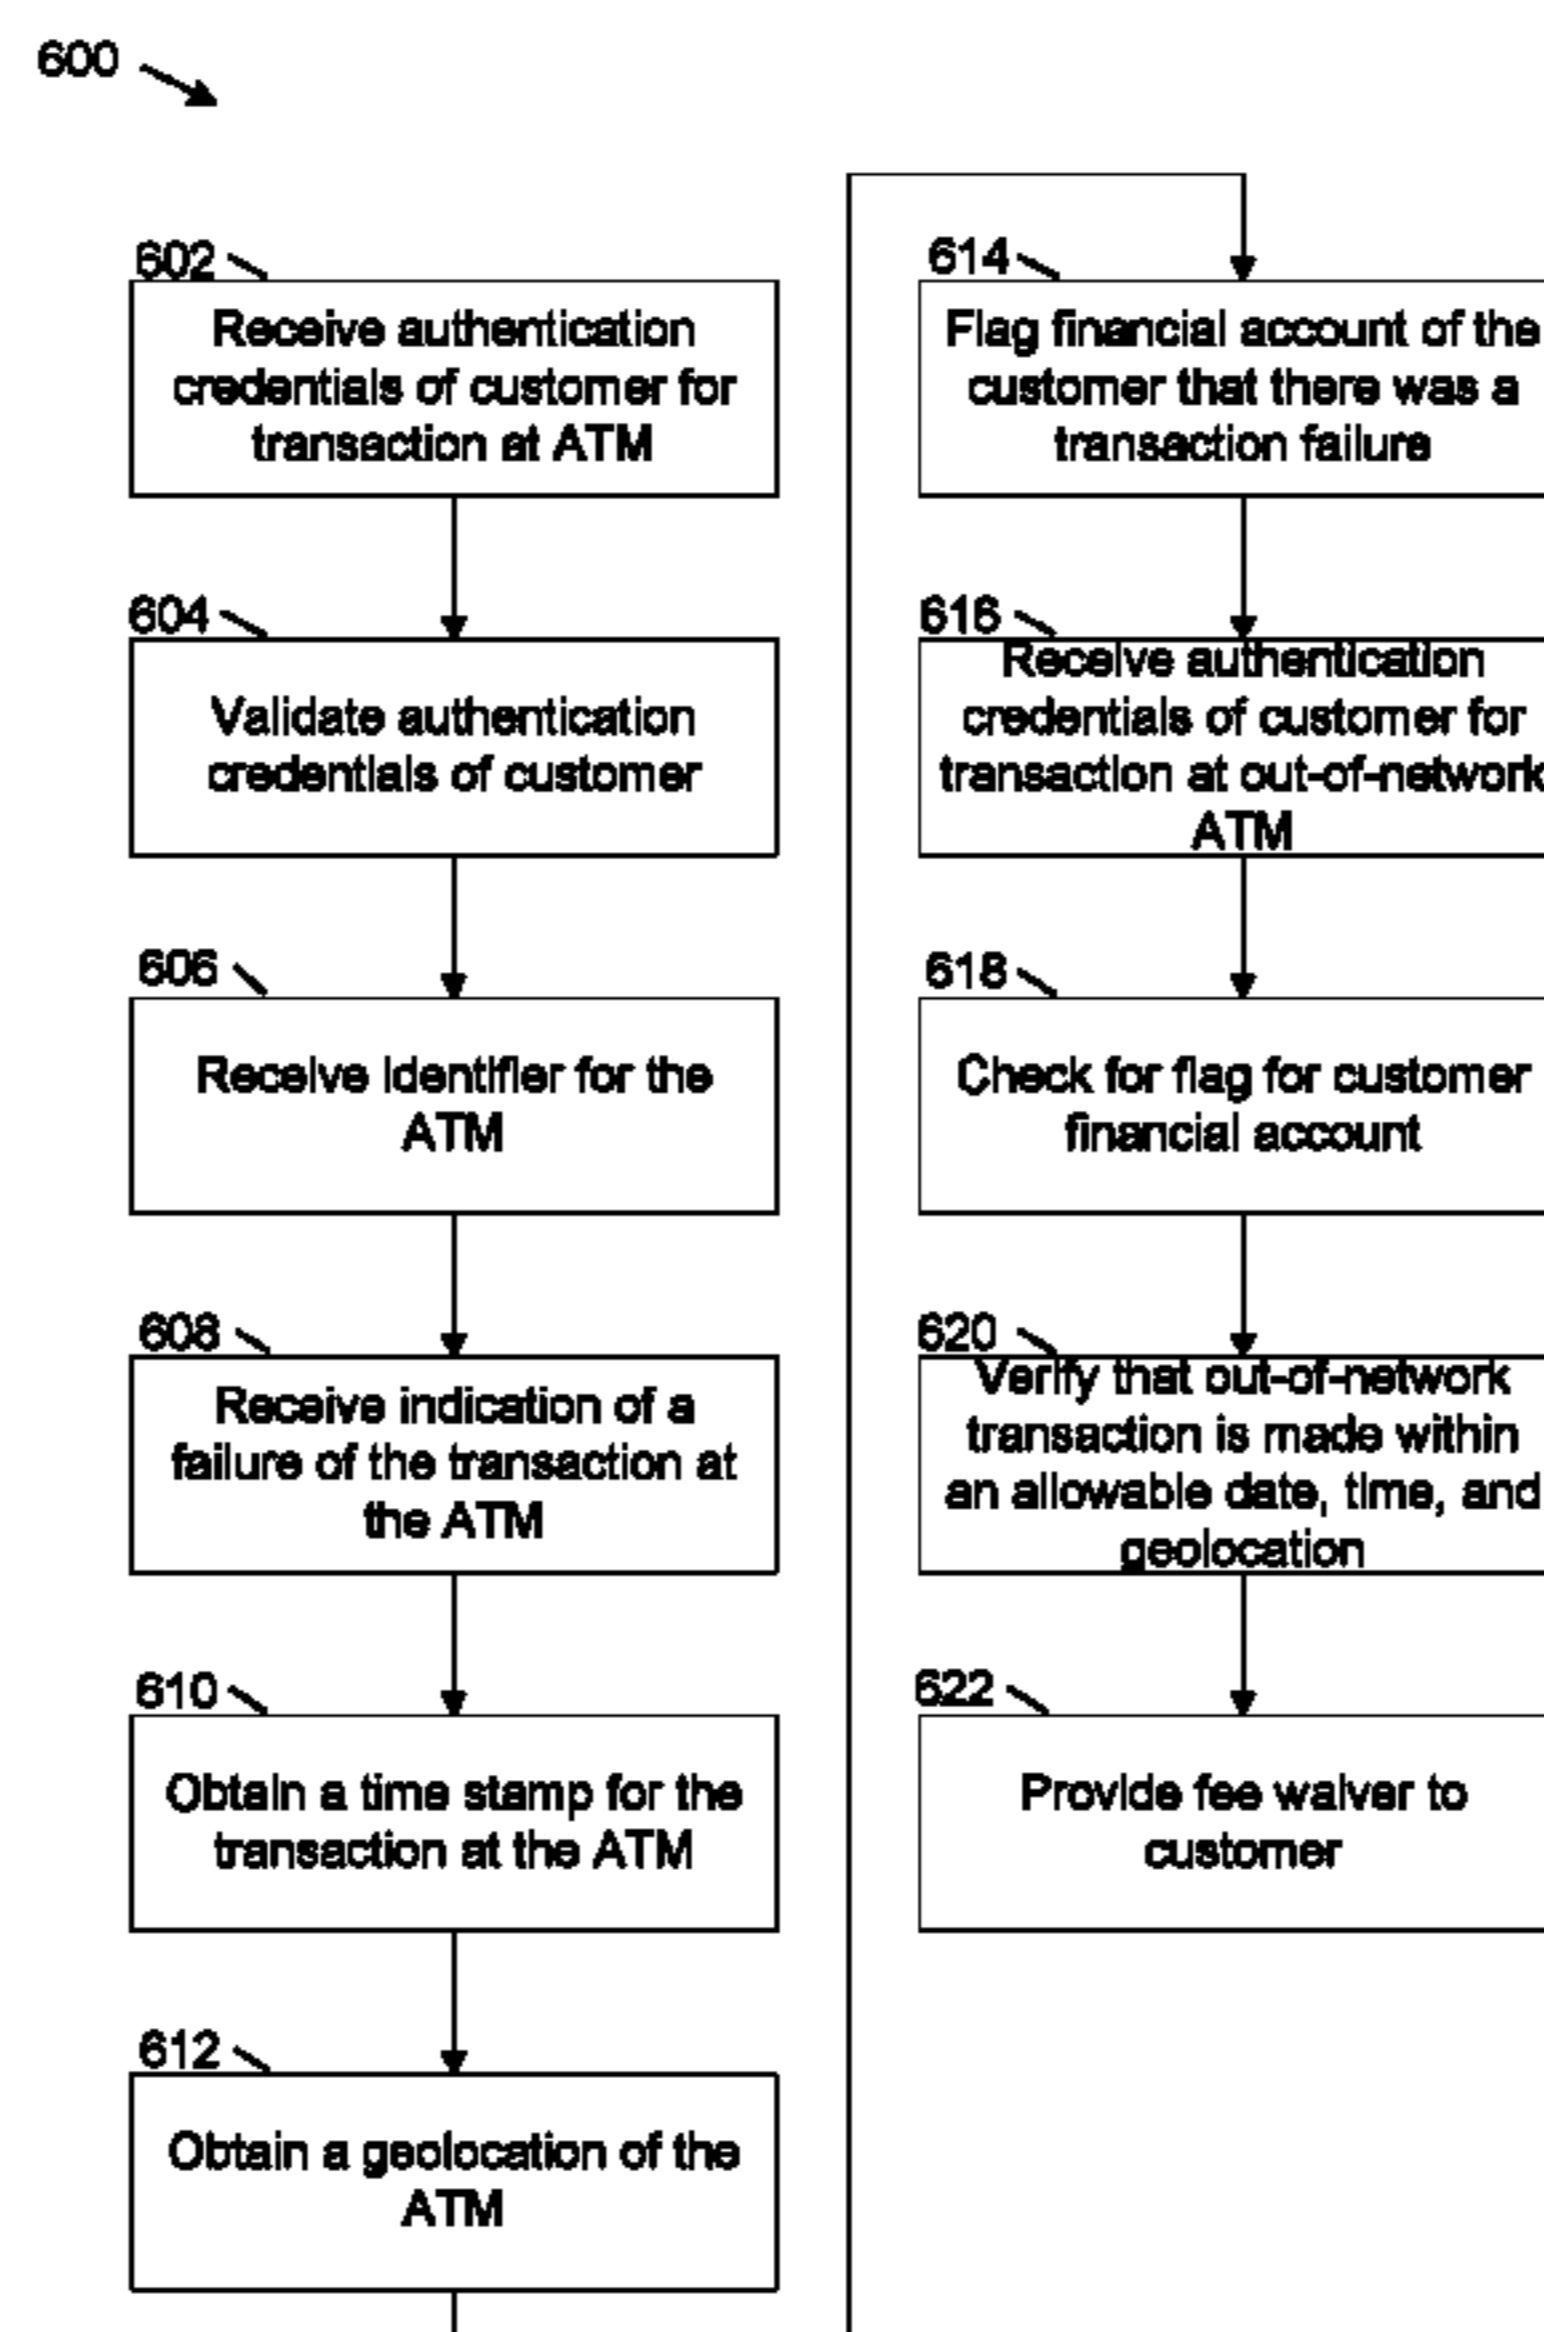 600
602
Receive authentication
credentials of customer for
transaction at ATM
604
Validate authentication
credentials of customer
606
Receive identifier for the
ATM
608
Receive indication of a
failure of the transaction at
the ATM
610
Obtain a time stamp for the
transaction at the ATM
612
Obtain a geolocation of the
ATM
614
Flag financial account of the
customer that there was a
transaction failure
616
Receive authentication
credentials of customer for
transaction at out-of-network
ATM
618
Check for flag for customer
financial account
620
Verify that out-of-network
transaction is made within
an allowable date, time, and
geolocation
622
Provide fee waiver to
customer